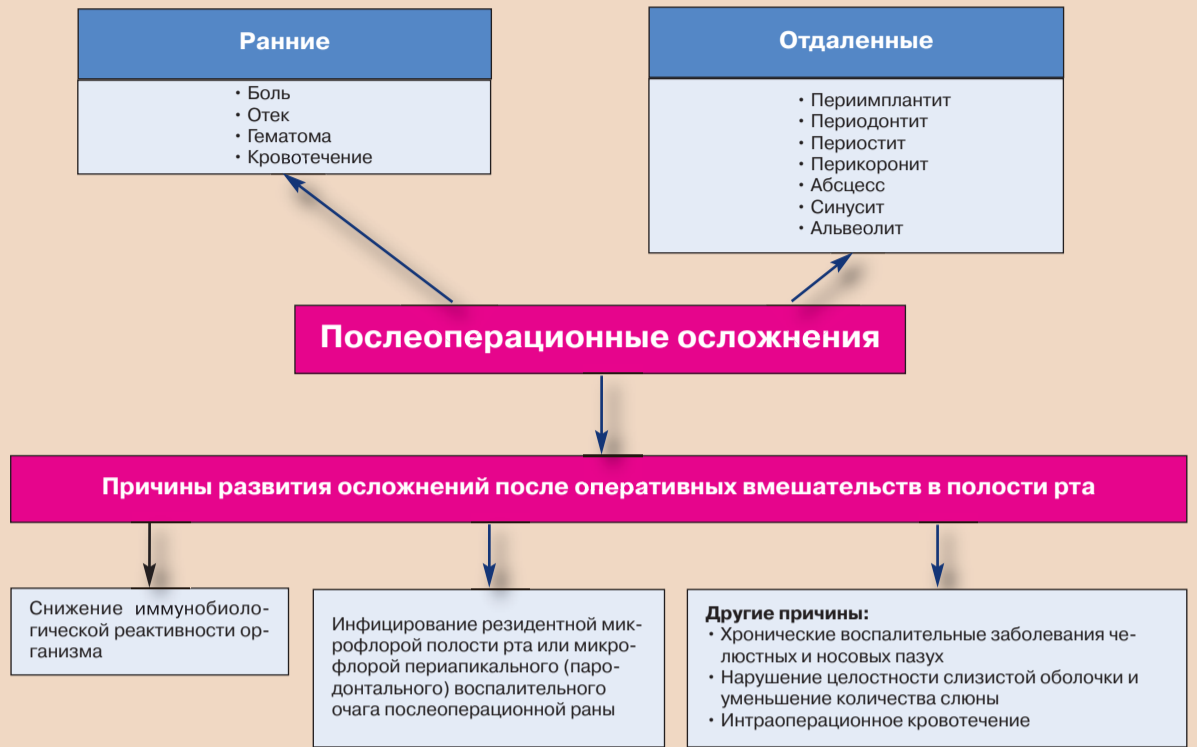 Ранние
• Боль
• Отек
• Гематома
• Кровотечение
Отдаленные
• Периимплантит
• Периодонтит
• Периостит
• Перикоронит
• Абсцесс
• Синусит
• Альвеолит
Послеоперационные осложнения
Причины развития осложнений после оперативных вмешательств в полости рта
Снижение иммунобиоло-
гической реактивности ор-
ганизма
Инфицирование резидентной мик-
рофлорой полости рта или микро-
флорой периапикального (паро-
донтального) воспалительного
очага послеоперационной раны
Другие причины:
• Хронические воспалительные заболевания че-
люстных и носовых пазух
• Нарушение целостности слизистой оболочки и
уменьшение количества слюны
• Интраоперационное кровотечение